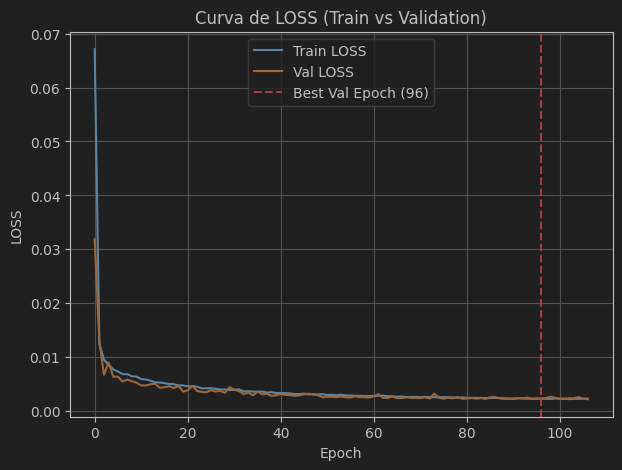 Curva de LOSS (Train vs Validation)
0.07
0.06
0.05
0.04
0.03
0.02
0.01
0.00
LOSS
Train LOSS
Val LOSS
Best Val Epoch (96)
0 20 40 60 80 100
Epoch